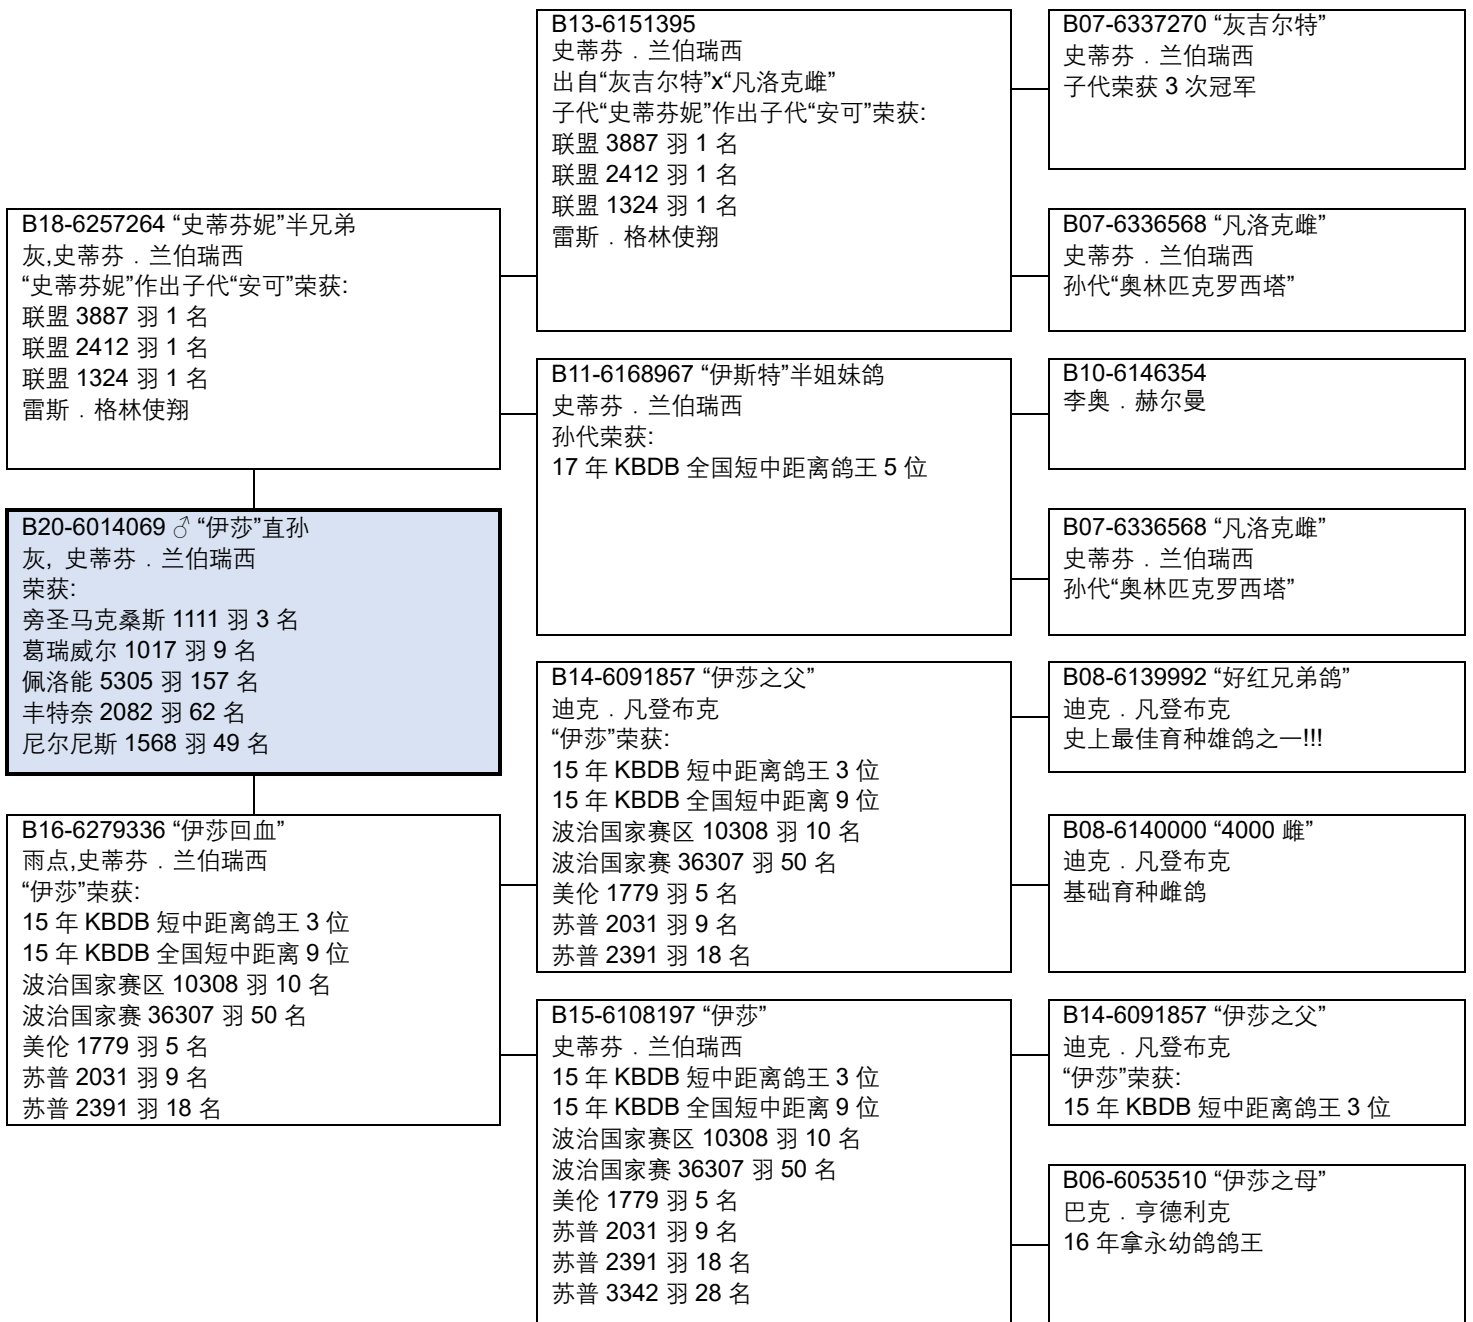 B13-6151395
史蒂芬．兰伯瑞西
出自“灰吉尔特”x“凡洛克雌”
子代“史蒂芬妮”作出子代“安可”荣获:
联盟 3887 羽 1 名
联盟 2412 羽 1 名
联盟 1324 羽 1 名
雷斯．格林使翔
B07-6337270 “灰吉尔特”
史蒂芬．兰伯瑞西
子代荣获 3 次冠军
B18-6257264 “史蒂芬妮”半兄弟
灰,史蒂芬．兰伯瑞西
“史蒂芬妮”作出子代“安可”荣获:
联盟 3887 羽 1 名
联盟 2412 羽 1 名
联盟 1324 羽 1 名
雷斯．格林使翔
B07-6336568 “凡洛克雌”
史蒂芬．兰伯瑞西
孙代“奥林匹克罗西塔”
B11-6168967 “伊斯特”半姐妹鸽
史蒂芬．兰伯瑞西
孙代荣获:
17 年 KBDB 全国短中距离鸽王 5 位
B10-6146354
李奥．赫尔曼
B20-6014069 ♂ “伊莎”直孙
灰, 史蒂芬．兰伯瑞西
荣获:
旁圣马克桑斯 1111 羽 3 名
葛瑞威尔 1017 羽 9 名
佩洛能 5305 羽 157 名
丰特奈 2082 羽 62 名
尼尔尼斯 1568 羽 49 名
B07-6336568 “凡洛克雌”
史蒂芬．兰伯瑞西
孙代“奥林匹克罗西塔”
B14-6091857 “伊莎之父”
迪克．凡登布克
“伊莎”荣获:
15 年 KBDB 短中距离鸽王 3 位
15 年 KBDB 全国短中距离 9 位
波治国家赛区 10308 羽 10 名
波治国家赛 36307 羽 50 名
美伦 1779 羽 5 名
苏普 2031 羽 9 名
苏普 2391 羽 18 名
B08-6139992 “好红兄弟鸽”
迪克．凡登布克
史上最佳育种雄鸽之一!!!
B16-6279336 “伊莎回血”
雨点,史蒂芬．兰伯瑞西
“伊莎”荣获:
15 年 KBDB 短中距离鸽王 3 位
15 年 KBDB 全国短中距离 9 位
波治国家赛区 10308 羽 10 名
波治国家赛 36307 羽 50 名
美伦 1779 羽 5 名
苏普 2031 羽 9 名
苏普 2391 羽 18 名
B08-6140000 “4000 雌”
迪克．凡登布克
基础育种雌鸽
B15-6108197 “伊莎”
史蒂芬．兰伯瑞西
15 年 KBDB 短中距离鸽王 3 位
15 年 KBDB 全国短中距离 9 位
波治国家赛区 10308 羽 10 名
波治国家赛 36307 羽 50 名
美伦 1779 羽 5 名
苏普 2031 羽 9 名
苏普 2391 羽 18 名
苏普 3342 羽 28 名
B14-6091857 “伊莎之父”
迪克．凡登布克
“伊莎”荣获:
15 年 KBDB 短中距离鸽王 3 位
B06-6053510 “伊莎之母”
巴克．亨德利克
16 年拿永幼鸽鸽王